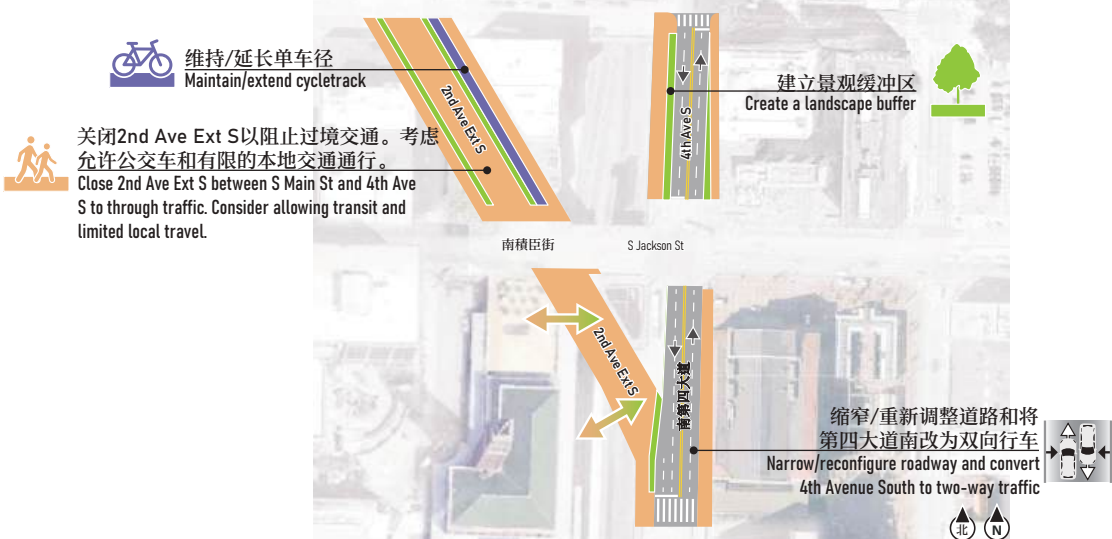 维持/延长单车径
Maintain/extend cycletrack
关闭2nd Ave Ext S以阻止过境交通。考虑
允许公交车和有限的本地交通通行。
Close 2nd Ave Ext S between S Main St and 4th Ave
S to through traffic. Consider allowing transit and
limited local travel.
2nd Ave Ext S
4th Ave S
建立景观缓冲区
Create a landscape buffer
南積臣街
S Jackson St
2nd Ave Ext S
南第四大道
缩窄/重新调整道路和将
第四大道南改为双向行车
Narrow/reconfigure roadway and convert
4th Avenue South to two-way traffic
北
N